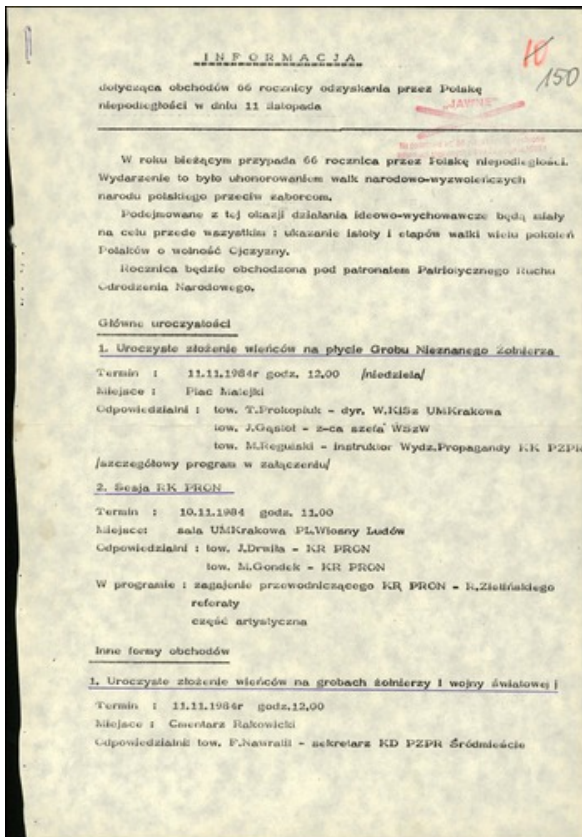 INFORMACJA
10
150
dotycząca obchodów 66 rocznicy odzyskania przez Polskę
niepodległości w dniu 11 listopada
„JAWNE”
W roku bieżącym przypada 66 rocznica przez Polskę niepodległości.
Wydarzenie to było uhonorowaniem walk narodowo-wyzwoleńczych
narodu polskiego przeciw zaborcom.
Podejmowane z tej okazji działania ideowo-wychowawcze będą miały
na celu przede wszystkim : ukazanie istoty i etapów walki wielu pokoleń
Polaków o wolność Ojczyzny.
Rocznica będzie obchodzona pod patronatem Patriotycznego Ruchu
Odrodzenia Narodowego.
Główne uroczystości
1. Uroczyste złożenie wieńców na płycie Grobu Nieznanego Żołnierza
Termin : 11.11.1984r godz. 12.00 /niedziela/
Miejsce : Plac Matejki
Odpowiedzialni : tow. T.Prokopiuk - dyr. W.KiSz UMKrakowa
tow. J.Gąstoł - z-ca szefa WSzW
tow. M.Regulski - instruktor Wydz.Propagandy KK PZPR
/szczegółowy program w załączeniu/
2. Sesja RK PRON
Termin : 10.11.1984 godz. 11.00
Miejsce: sala UMKrakowa PL.Wiosny Ludów
Odpowiedzialni : tow. J.Drwiła - KR PRON
tow. M.Gondek - KR PRON
W programie : zagajenie przewodniczącego KR PRON - R.Zielińskiego
referaty
część artystyczna
Inne formy obchodów
1. Uroczyste złożenie wieńców na grobach żołnierzy I wojny światowej
Termin : 11.11.1984r godz.12,00
Miejsce : Cmentarz Rakowicki
Odpowiedzialni: tow. F.Nawralił - sekretarz KD PZPR Śródmieście